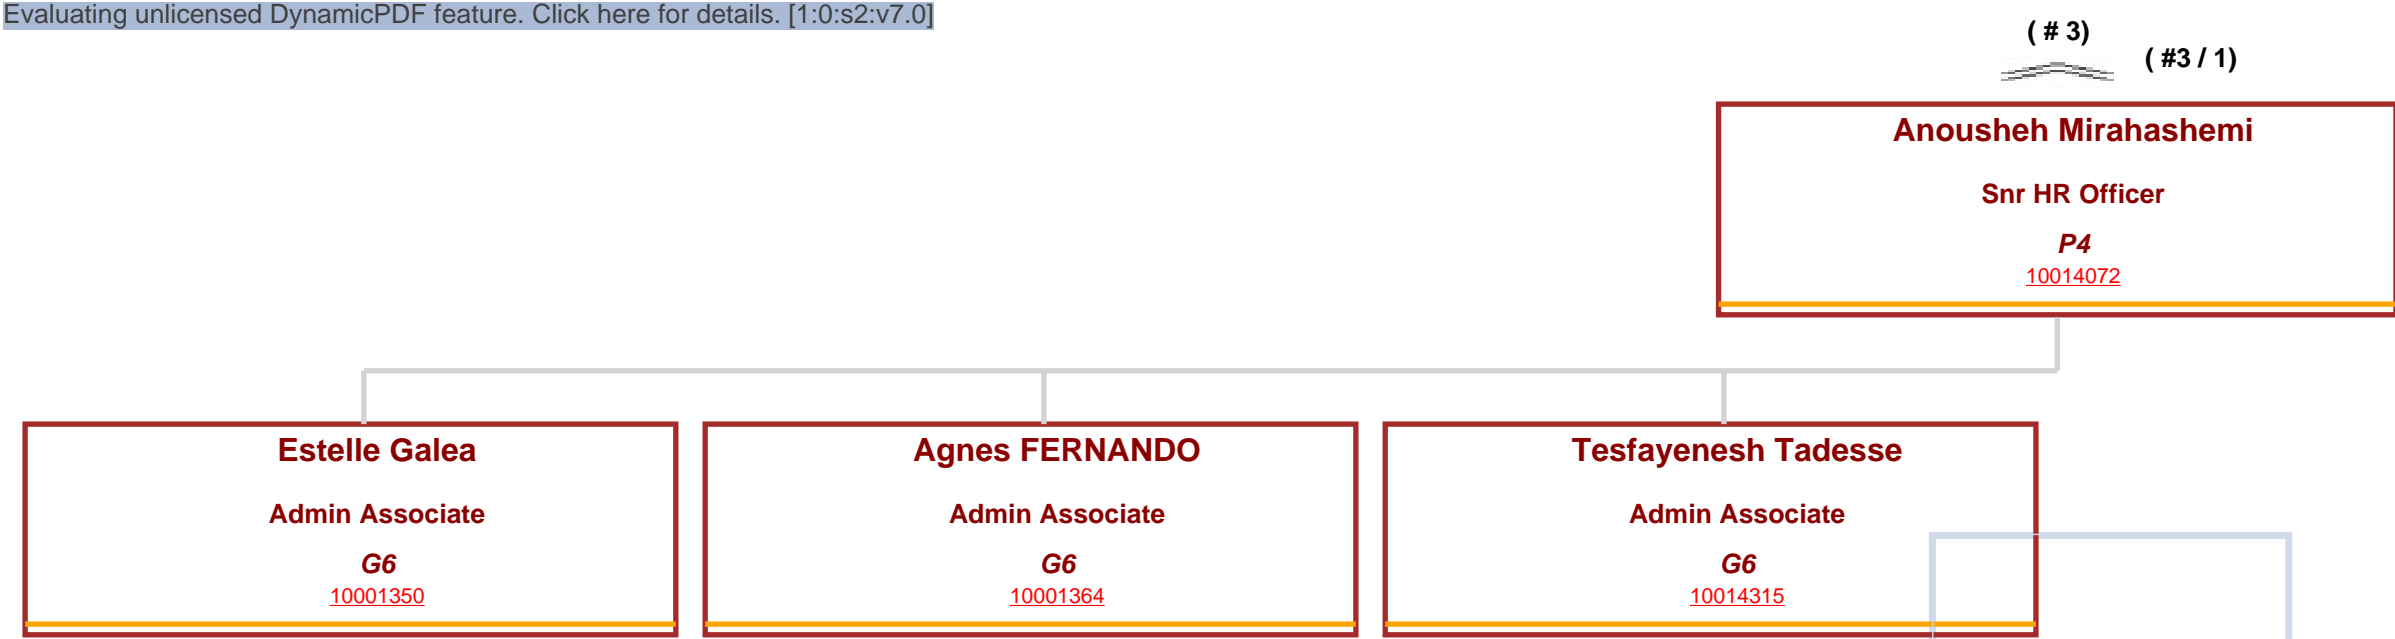 Evaluating unlicensed DynamicPDF feature. Click here for details. [1:0:s2:v7.0]
( # 3)
( #3 / 1)
Anousheh Mirahashemi
Snr HR Officer
P4
10014072
Estelle Galea
Admin Associate
G6
10001350
Agnes FERNANDO
Admin Associate
G6
10001364
Tesfayenesh Tadesse
Admin Associate
G6
10014315